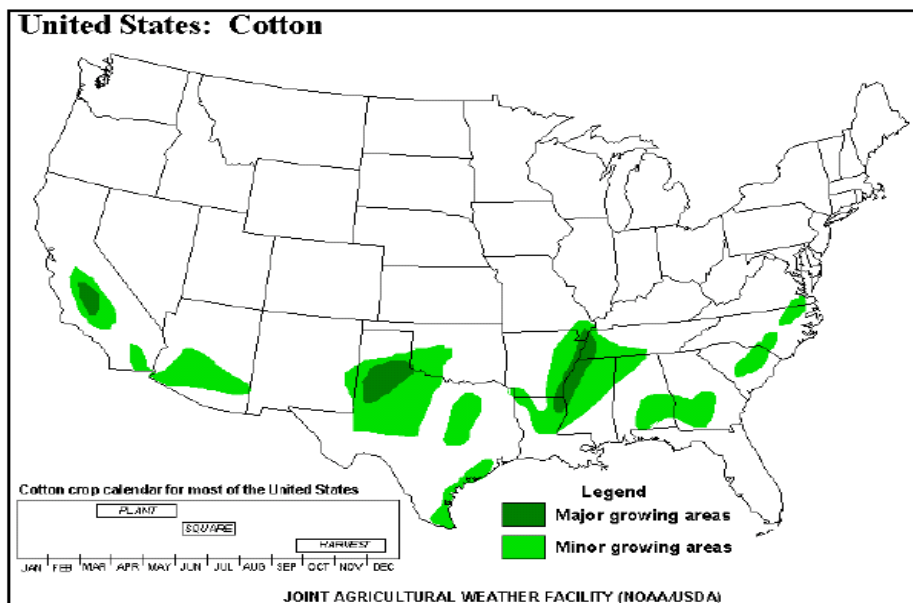 United States: Cotton
Cotton crop calendar for most of the United States
PLANT
SQUARE
HARVEST
JAN FEB MAR APR MAY JUN JUL AUG SEP OCT NOV DEC
Legend
Major growing areas
Minor growing areas
JOINT AGRICULTURAL WEATHER FACILITY (NOAA/USDA)